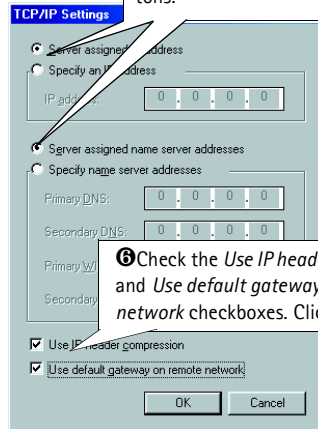 tons.
TCP/IP Settings
Server assigned address
Specify an IP address
IP address:
0 . 0 . 0 . 0
Server assigned name server addresses
Specify name server addresses
Primary DNS:
0 . 0 . 0 . 0
Secondary DNS:
0 . 0 . 0 . 0
❻Check the Use IP head
and Use default gateway
network checkboxes. Clic
Primary WI
Secondary
Use IP header compression
Use default gateway on remote network
OK
Cancel